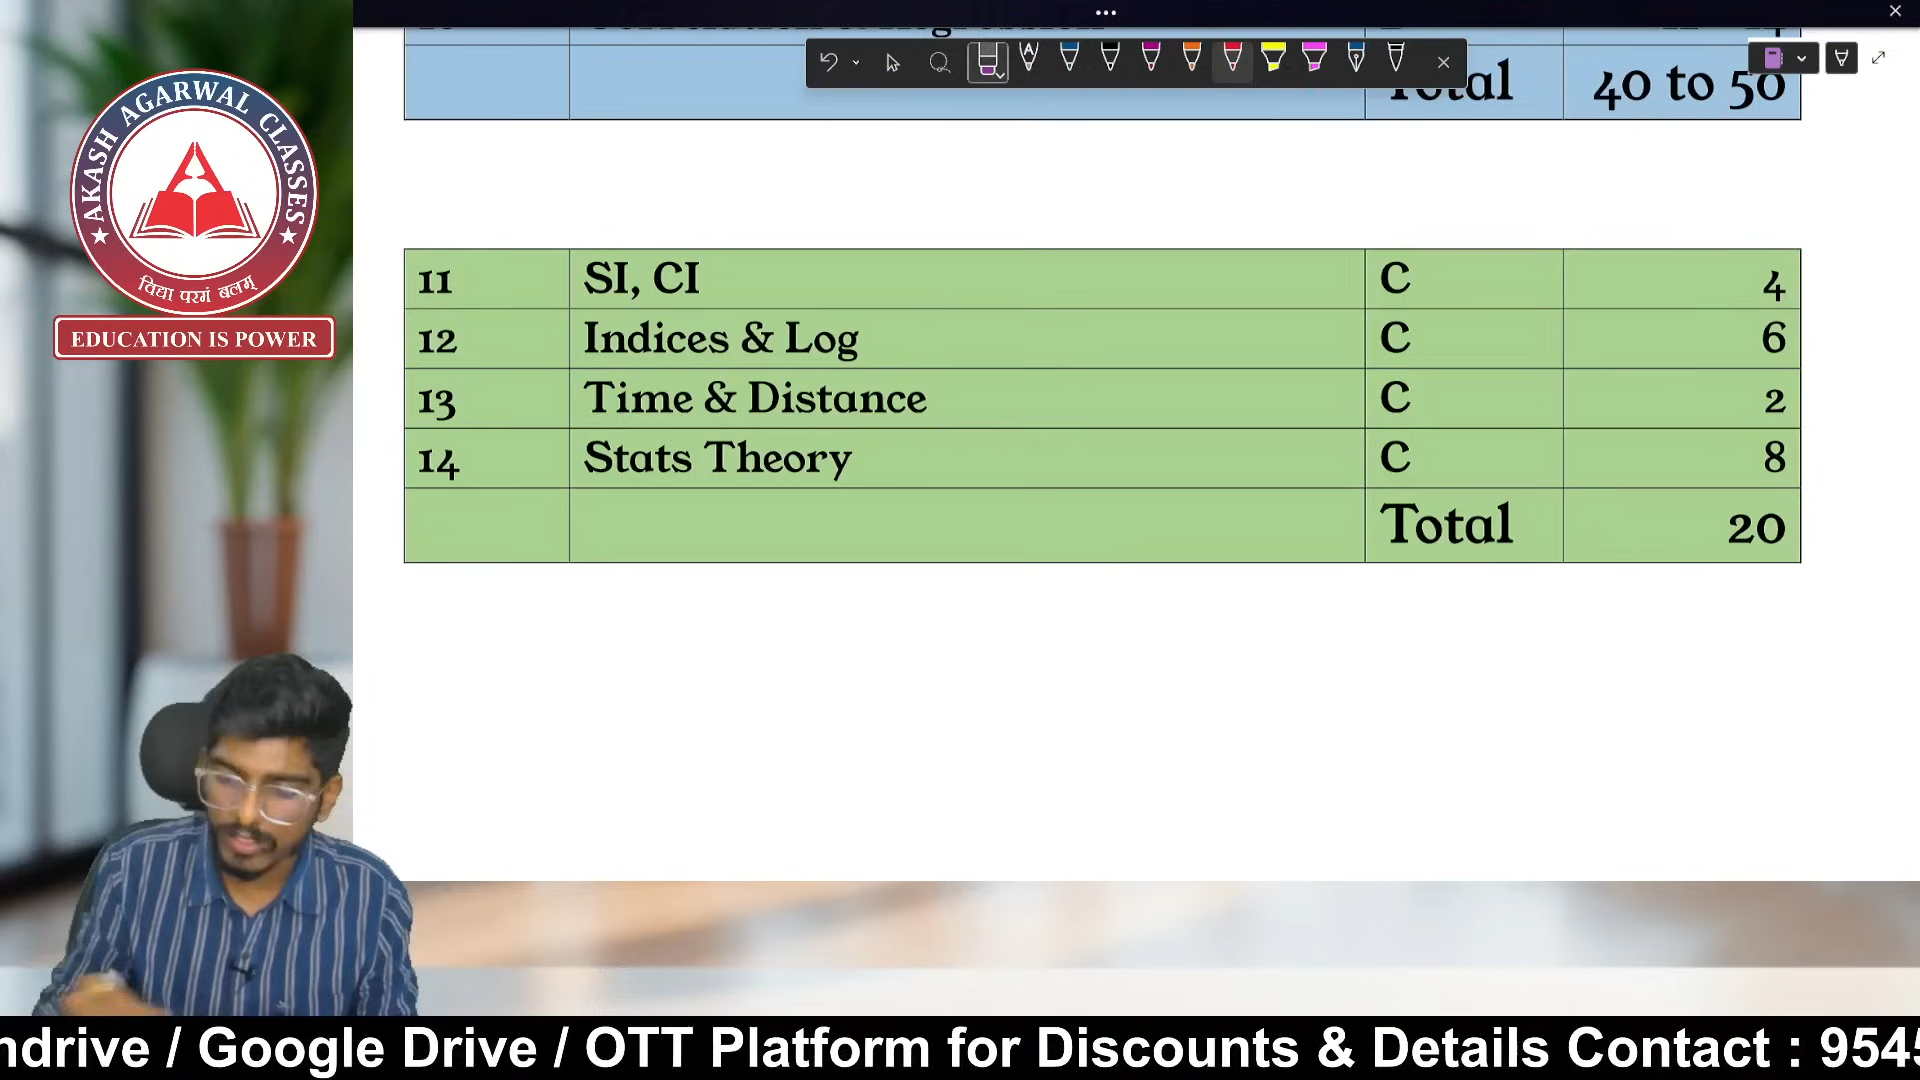 AKASH AGARWAL CLASSES
विद्या परमं बलम्
EDUCATION IS POWER
Total 40 to 50
11 SI, CI C 4
12 Indices & Log C 6
13 Time & Distance C 2
14 Stats Theory C 8
Total 20
ndrive / Google Drive / OTT Platform for Discounts & Details Contact : 9545